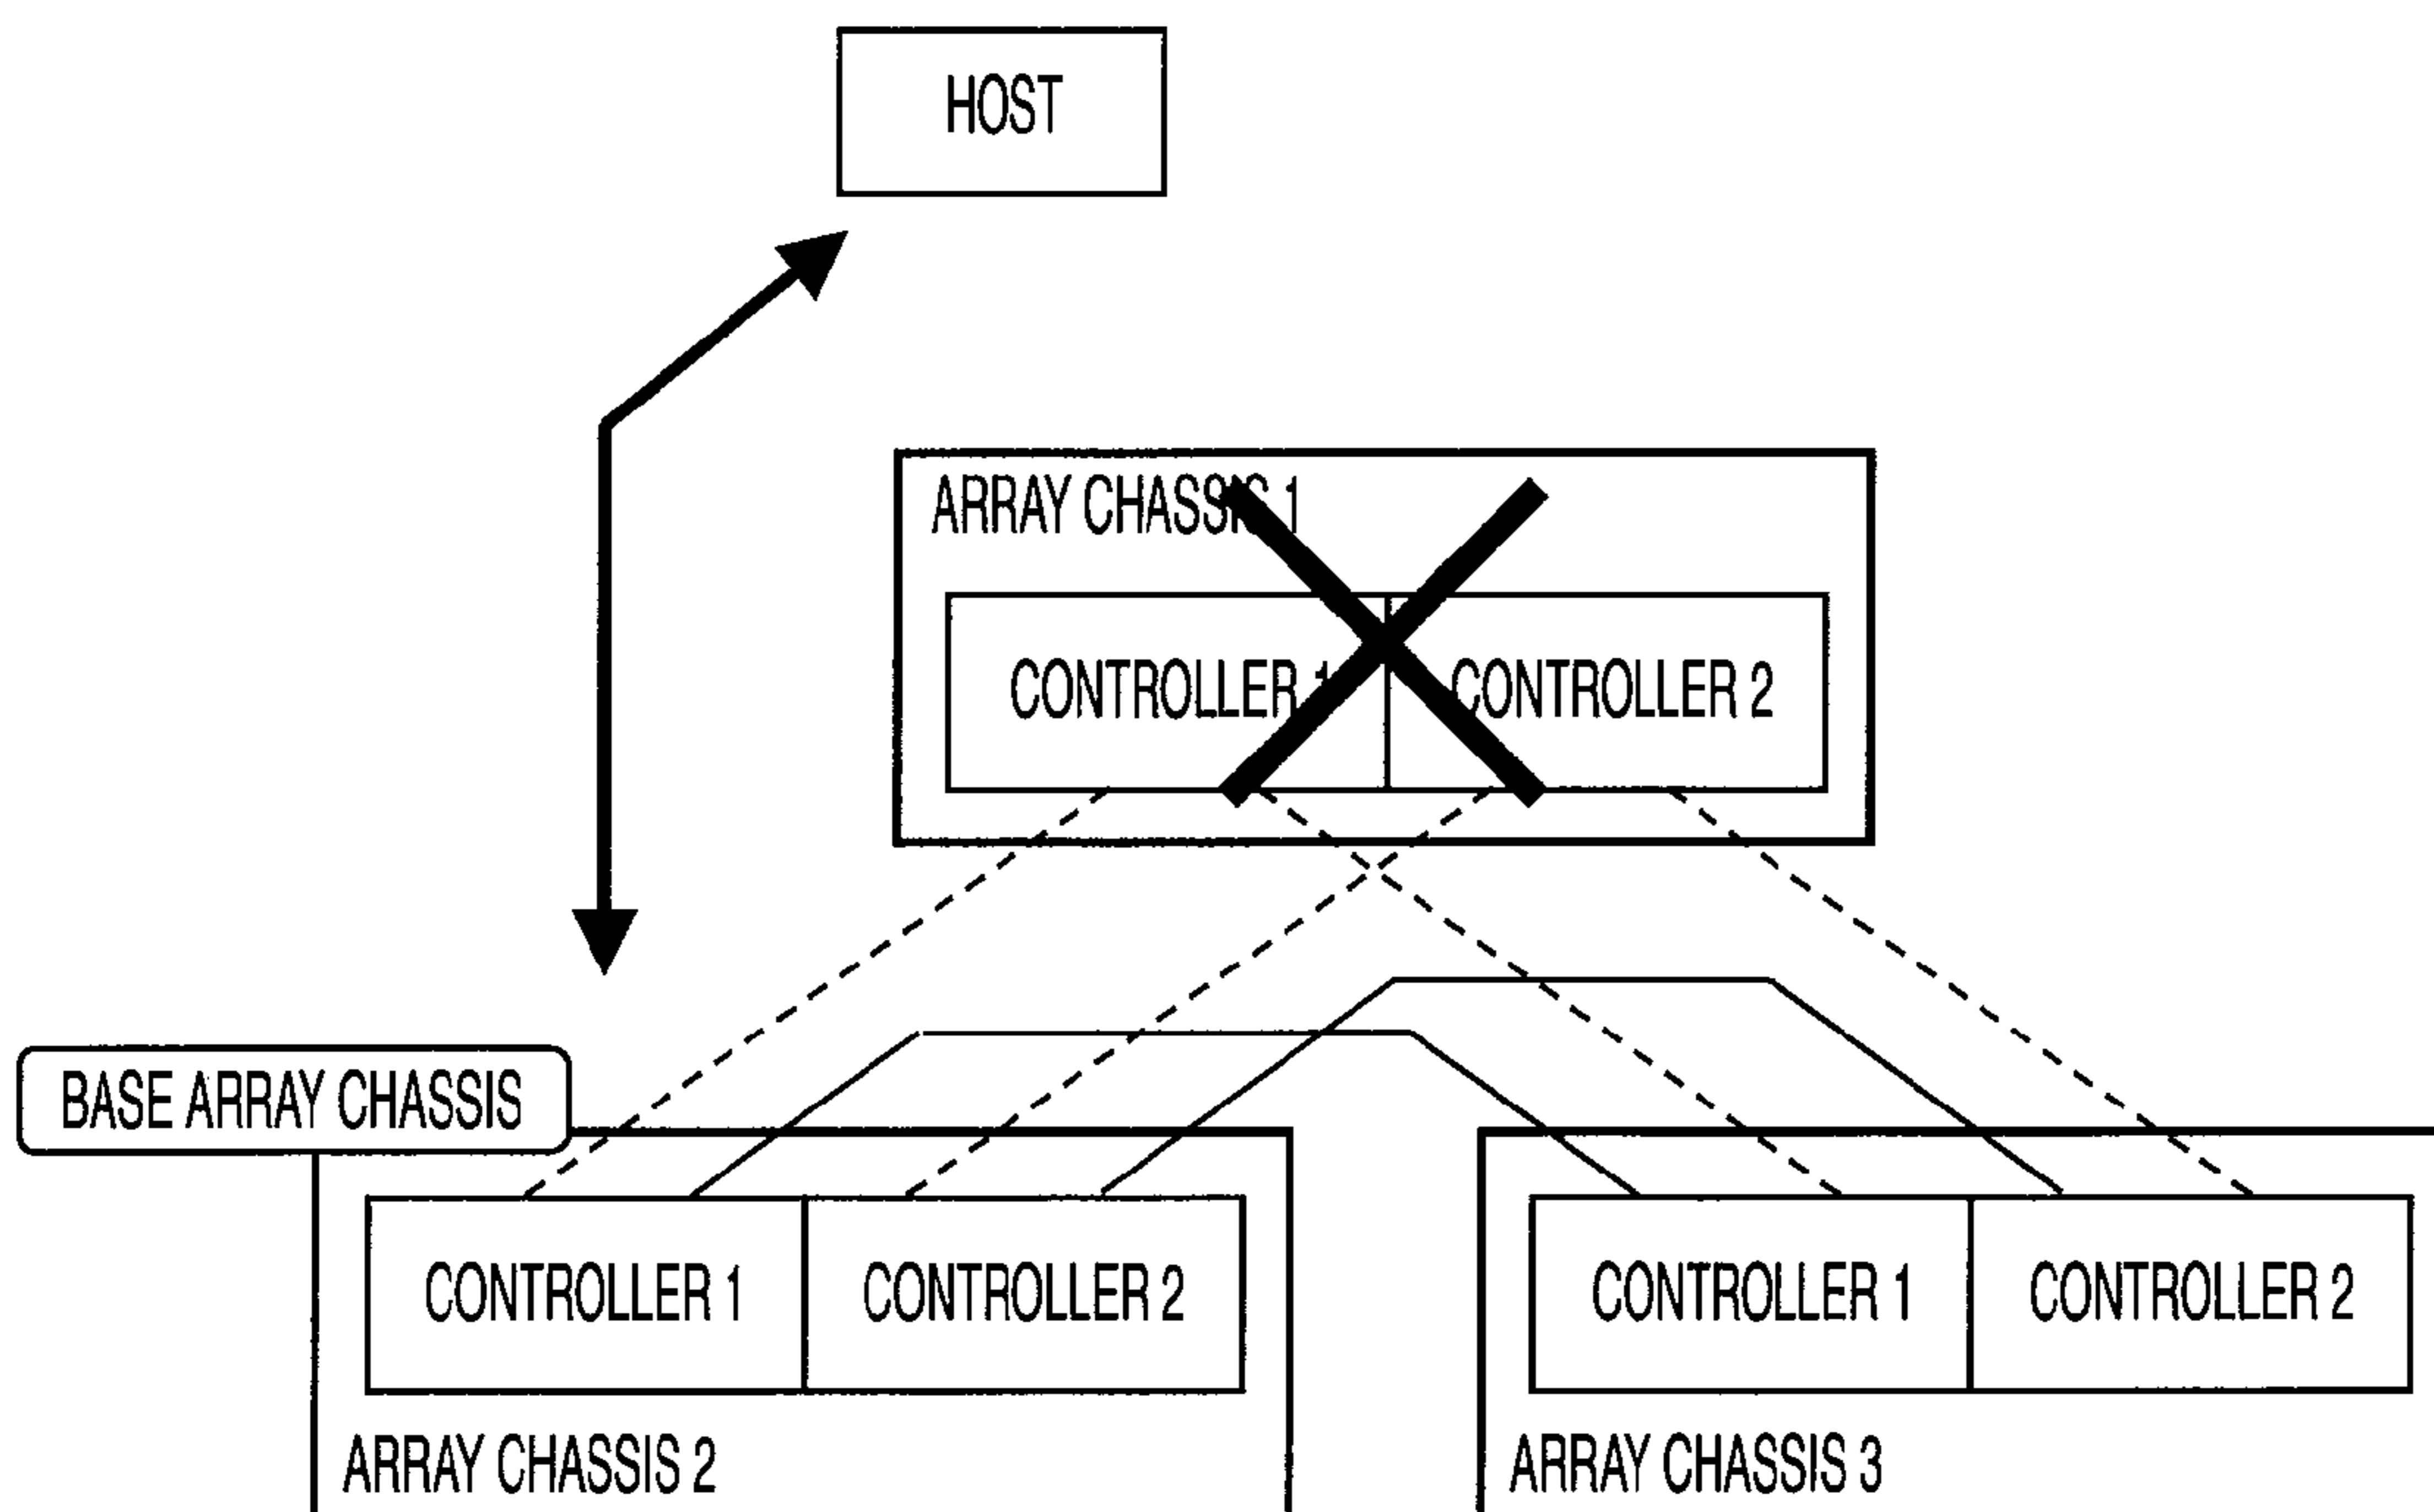 HOST
ARRAY CHASSIS 1
CONTROLLER 1
CONTROLLER 2
BASE ARRAY CHASSIS
CONTROLLER 1
CONTROLLER 2
CONTROLLER 1
CONTROLLER 2
ARRAY CHASSIS 2
ARRAY CHASSIS 3